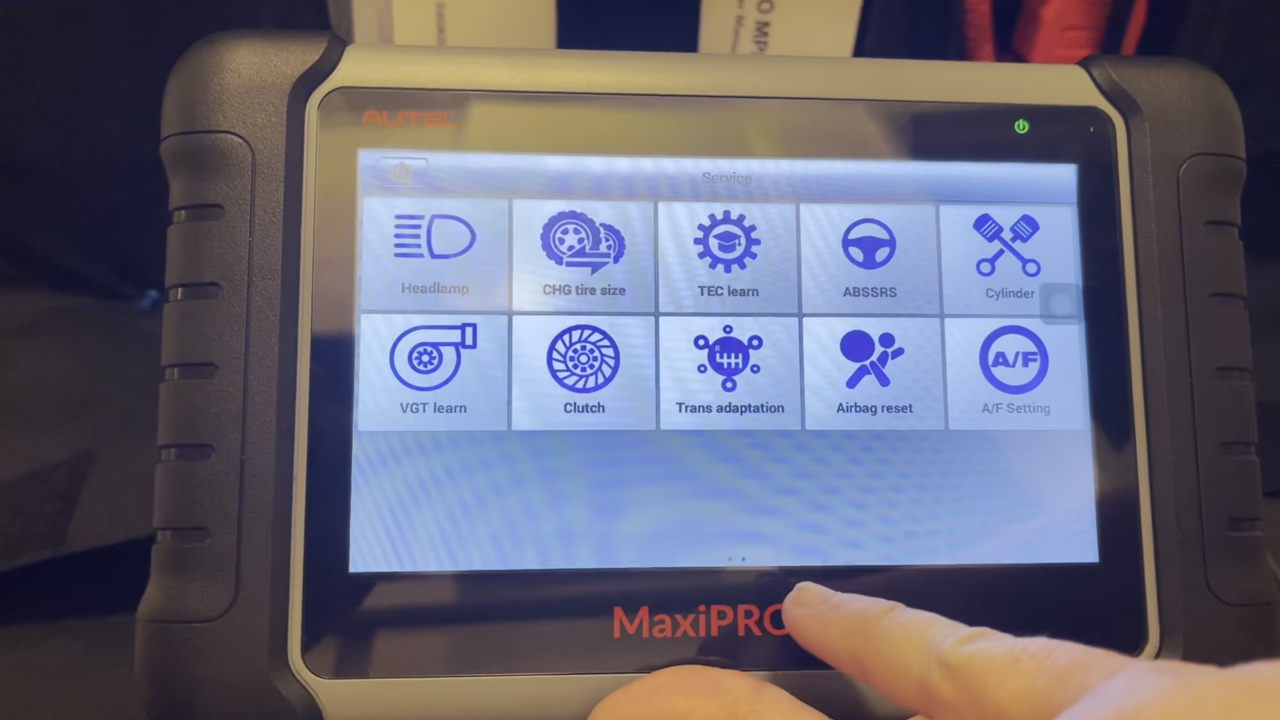 O MP
AUTEL
Service
Headlamp
CHG tire size
TEC learn
ABSSRS
Cylinder
R
VGT learn
Clutch
Trans adaptation
Airbag reset
A/F
A/F Setting
MaxiPRO